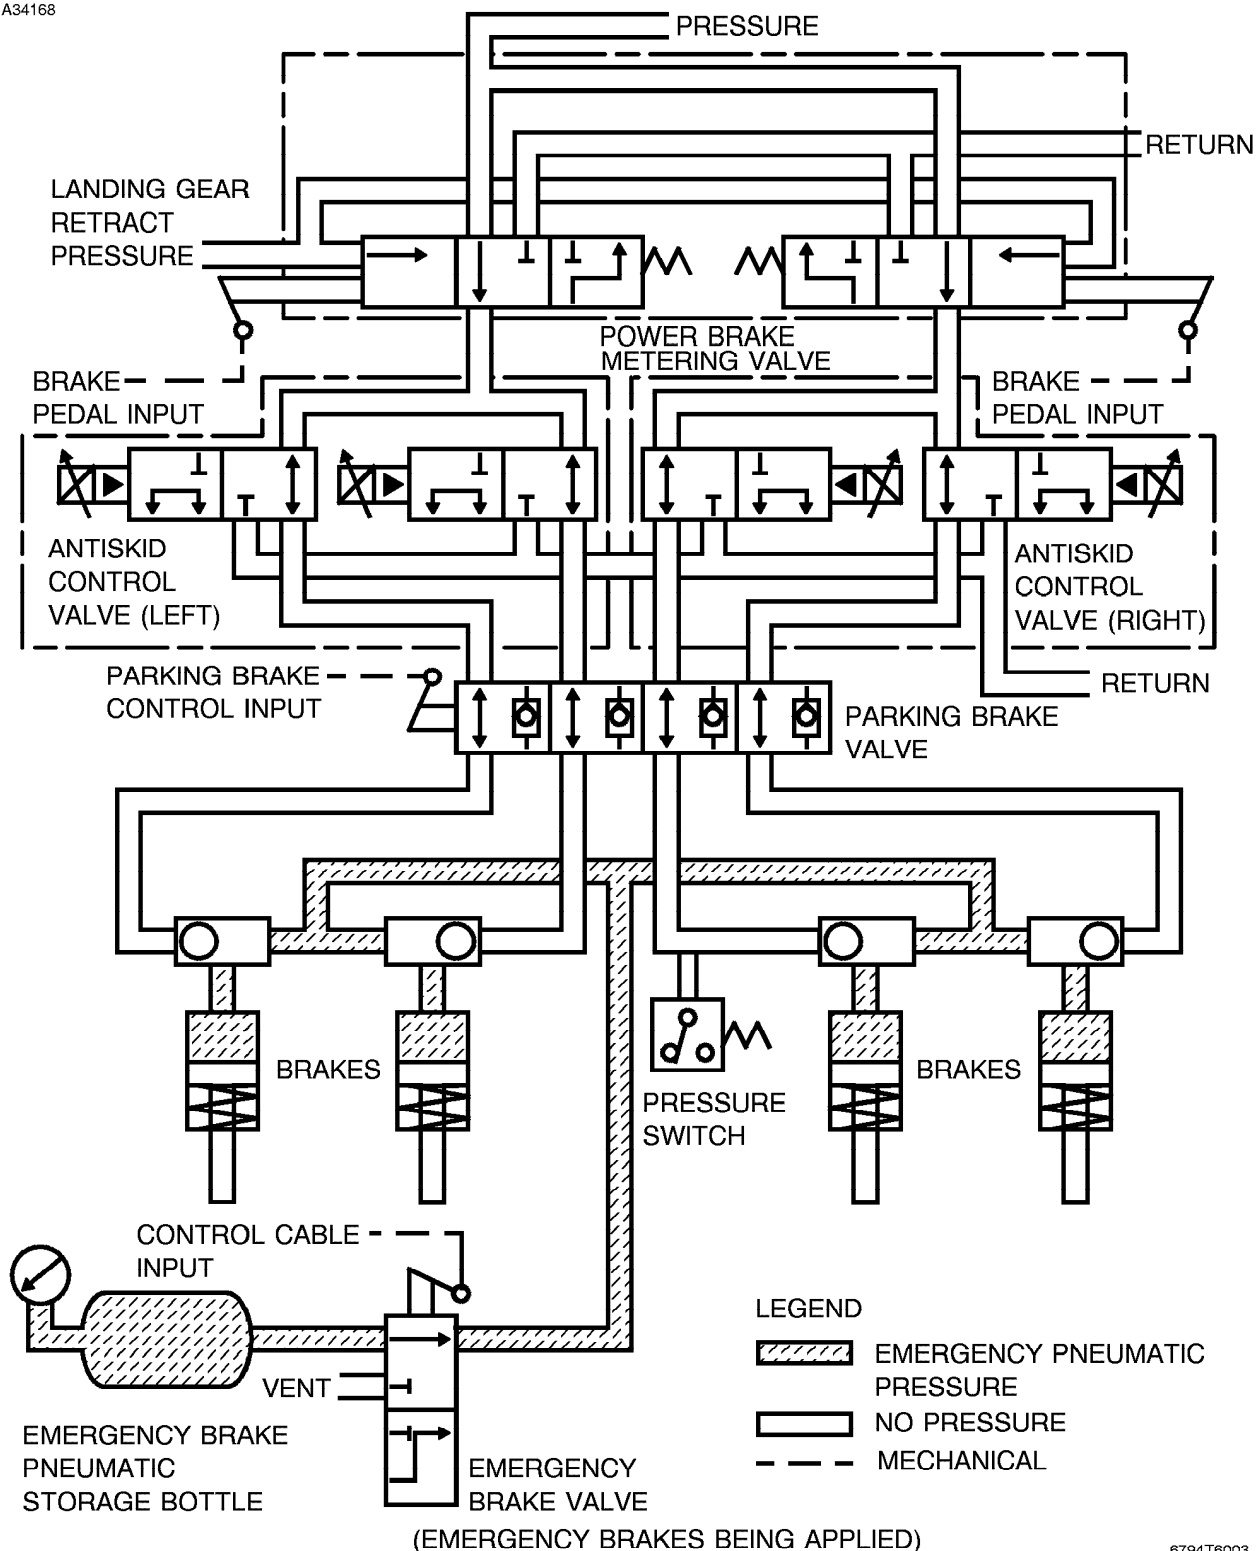 A34168
PRESSURE
RETURN
LANDING GEAR
RETRACT
PRESSURE
POWER BRAKE
METERING VALVE
BRAKE
PEDAL INPUT
BRAKE
PEDAL INPUT
ANTISKID
CONTROL
VALVE (LEFT)
ANTISKID
CONTROL
VALVE (RIGHT)
PARKING BRAKE
CONTROL INPUT
RETURN
PARKING BRAKE
VALVE
BRAKES
BRAKES
PRESSURE
SWITCH
CONTROL CABLE
INPUT
VENT
EMERGENCY BRAKE
PNEUMATIC
STORAGE BOTTLE
EMERGENCY
BRAKE VALVE
LEGEND
EMERGENCY PNEUMATIC
PRESSURE
NO PRESSURE
MECHANICAL
(EMERGENCY BRAKES BEING APPLIED)
6794T6003